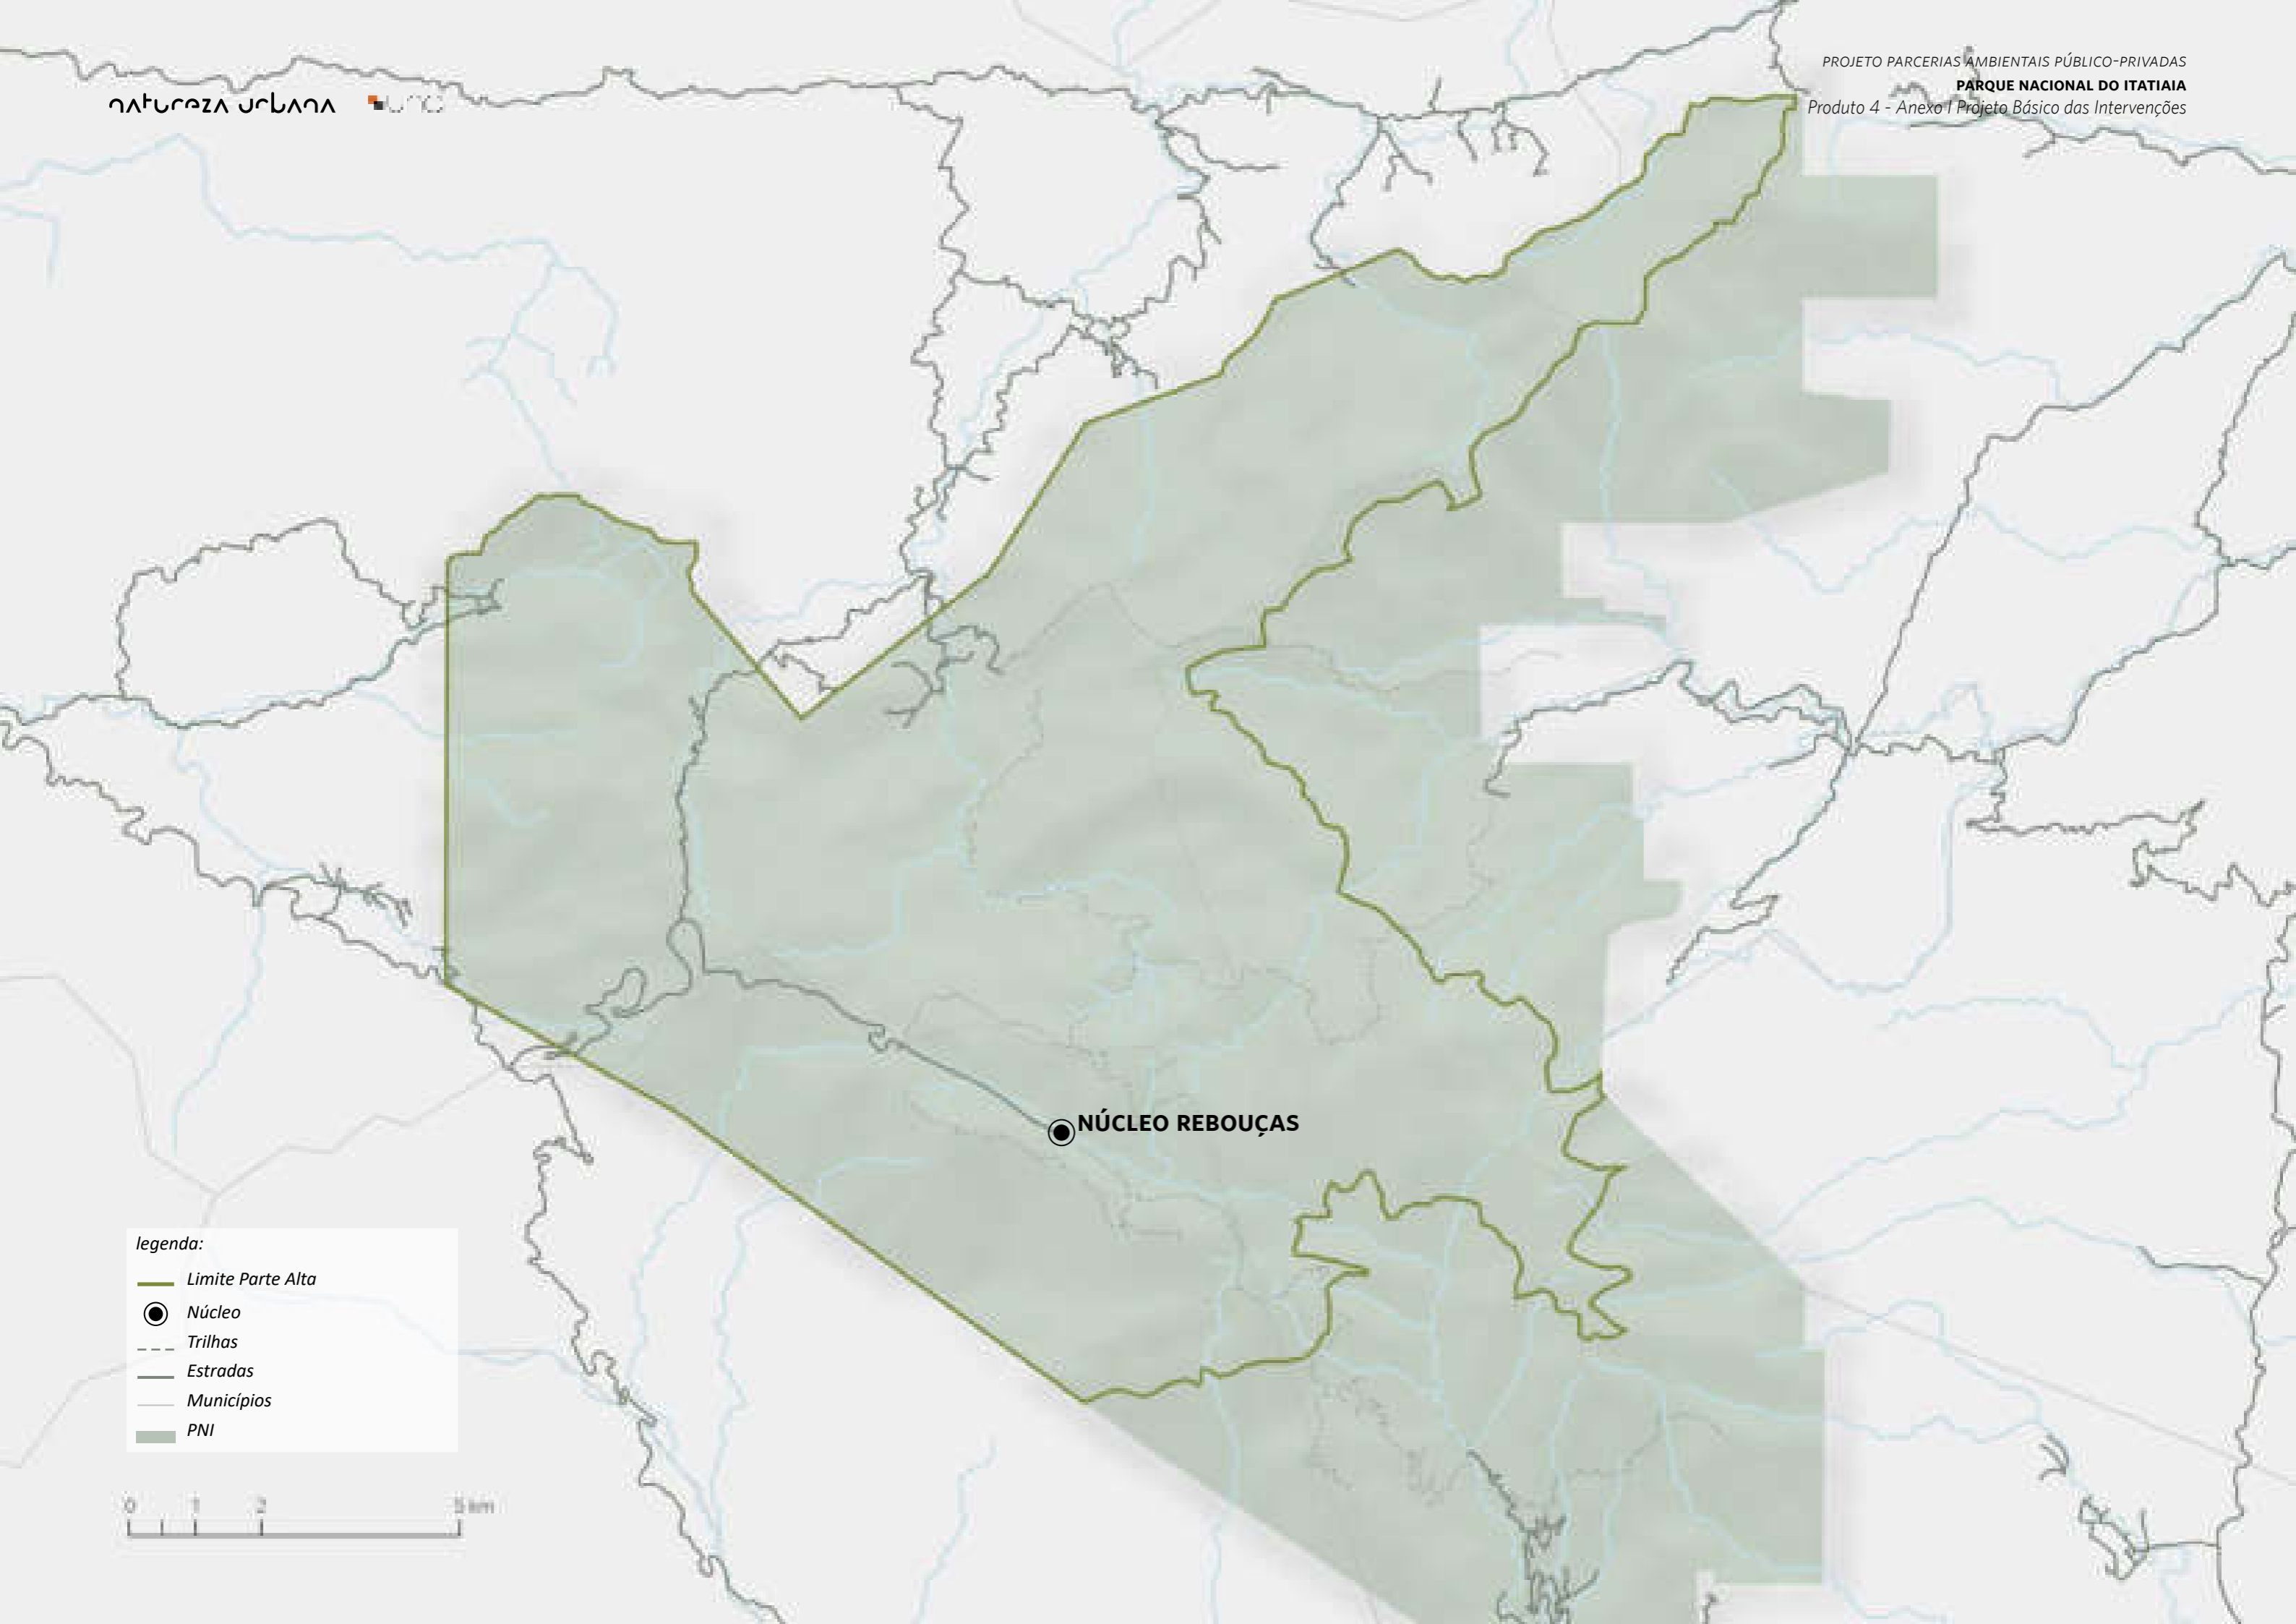 natureza urbana
PROJETO PARCERIAS AMBIENTAIS PÚBLICO-PRIVADAS
PARQUE NACIONAL DO ITATIAIA
Produto 4 - Anexo I Projeto Básico das Intervenções
NÚCLEO REBOUÇAS
legenda:
Limite Parte Alta
Núcleo
Trilhas
Estradas
Municípios
PNI
0 1 2 5 km